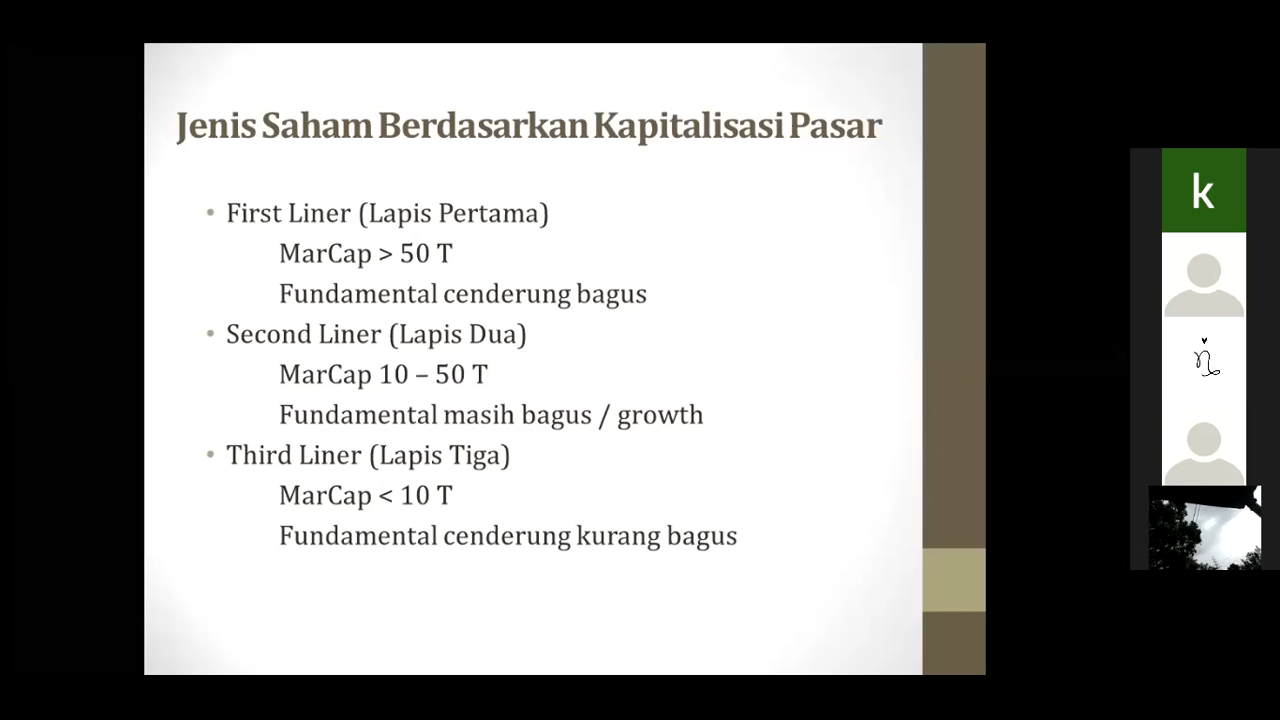 Jenis Saham Berdasarkan Kapitalisasi Pasar
• First Liner (Lapis Pertama)
MarCap > 50 T
Fundamental cenderung bagus
• Second Liner (Lapis Dua)
MarCap 10 – 50 T
Fundamental masih bagus / growth
• Third Liner (Lapis Tiga)
MarCap < 10 T
Fundamental cenderung kurang bagus
k